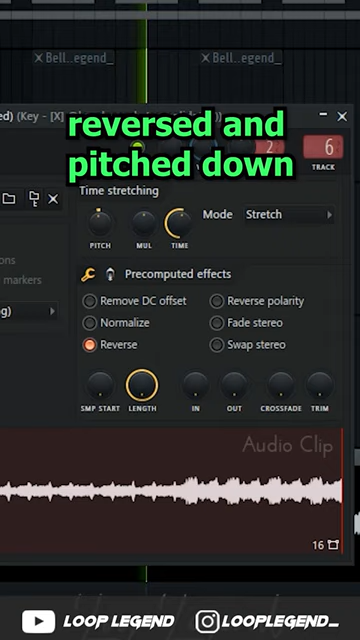 Bell..egend_
Bell..egend_
(Key - [X]
reversed and
pitched down
2
6
TRACK
Time stretching
PITCH
MUL
TIME
Mode
Stretch
markers
Precomputed effects
Remove DC offset
Reverse polarity
Normalize
Fade stereo
Reverse
Swap stereo
SMP START
LENGTH
IN
OUT
CROSSFADE
TRIM
Audio Clip
16
LOOP LEGEND
LOOPLEGEND_